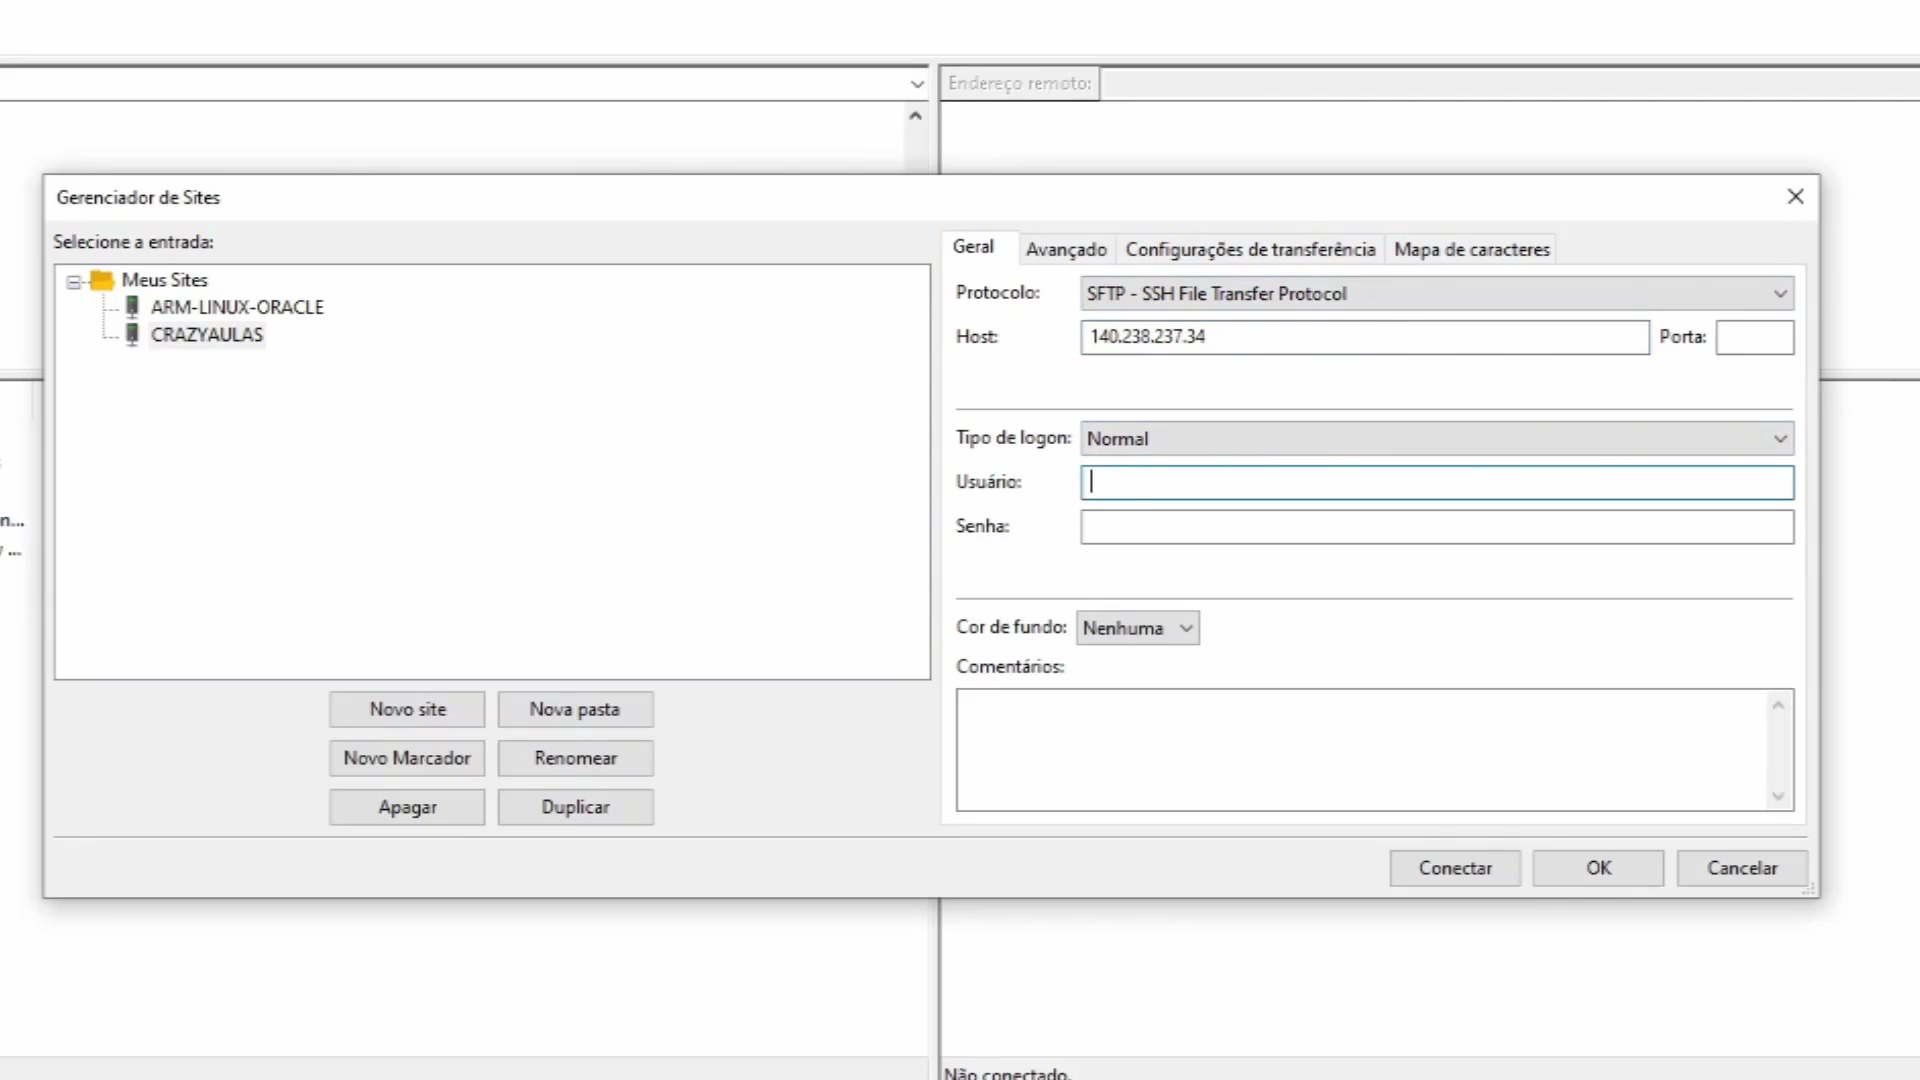 Endereço remoto:
Gerenciador de Sites
Selecione a entrada:
Meus Sites
ARM-LINUX-ORACLE
CRAZYAULAS
n...
...
Novo site
Nova pasta
Novo Marcador
Renomear
Apagar
Duplicar
Geral
Avançado
Configurações de transferência
Mapa de caracteres
Protocolo:
SFTP - SSH File Transfer Protocol
Host:
140.238.237.34
Porta:
Tipo de logon:
Normal
Usuário:
Senha:
Cor de fundo:
Nenhuma
Comentários:
Conectar
OK
Cancelar
Não conectado.